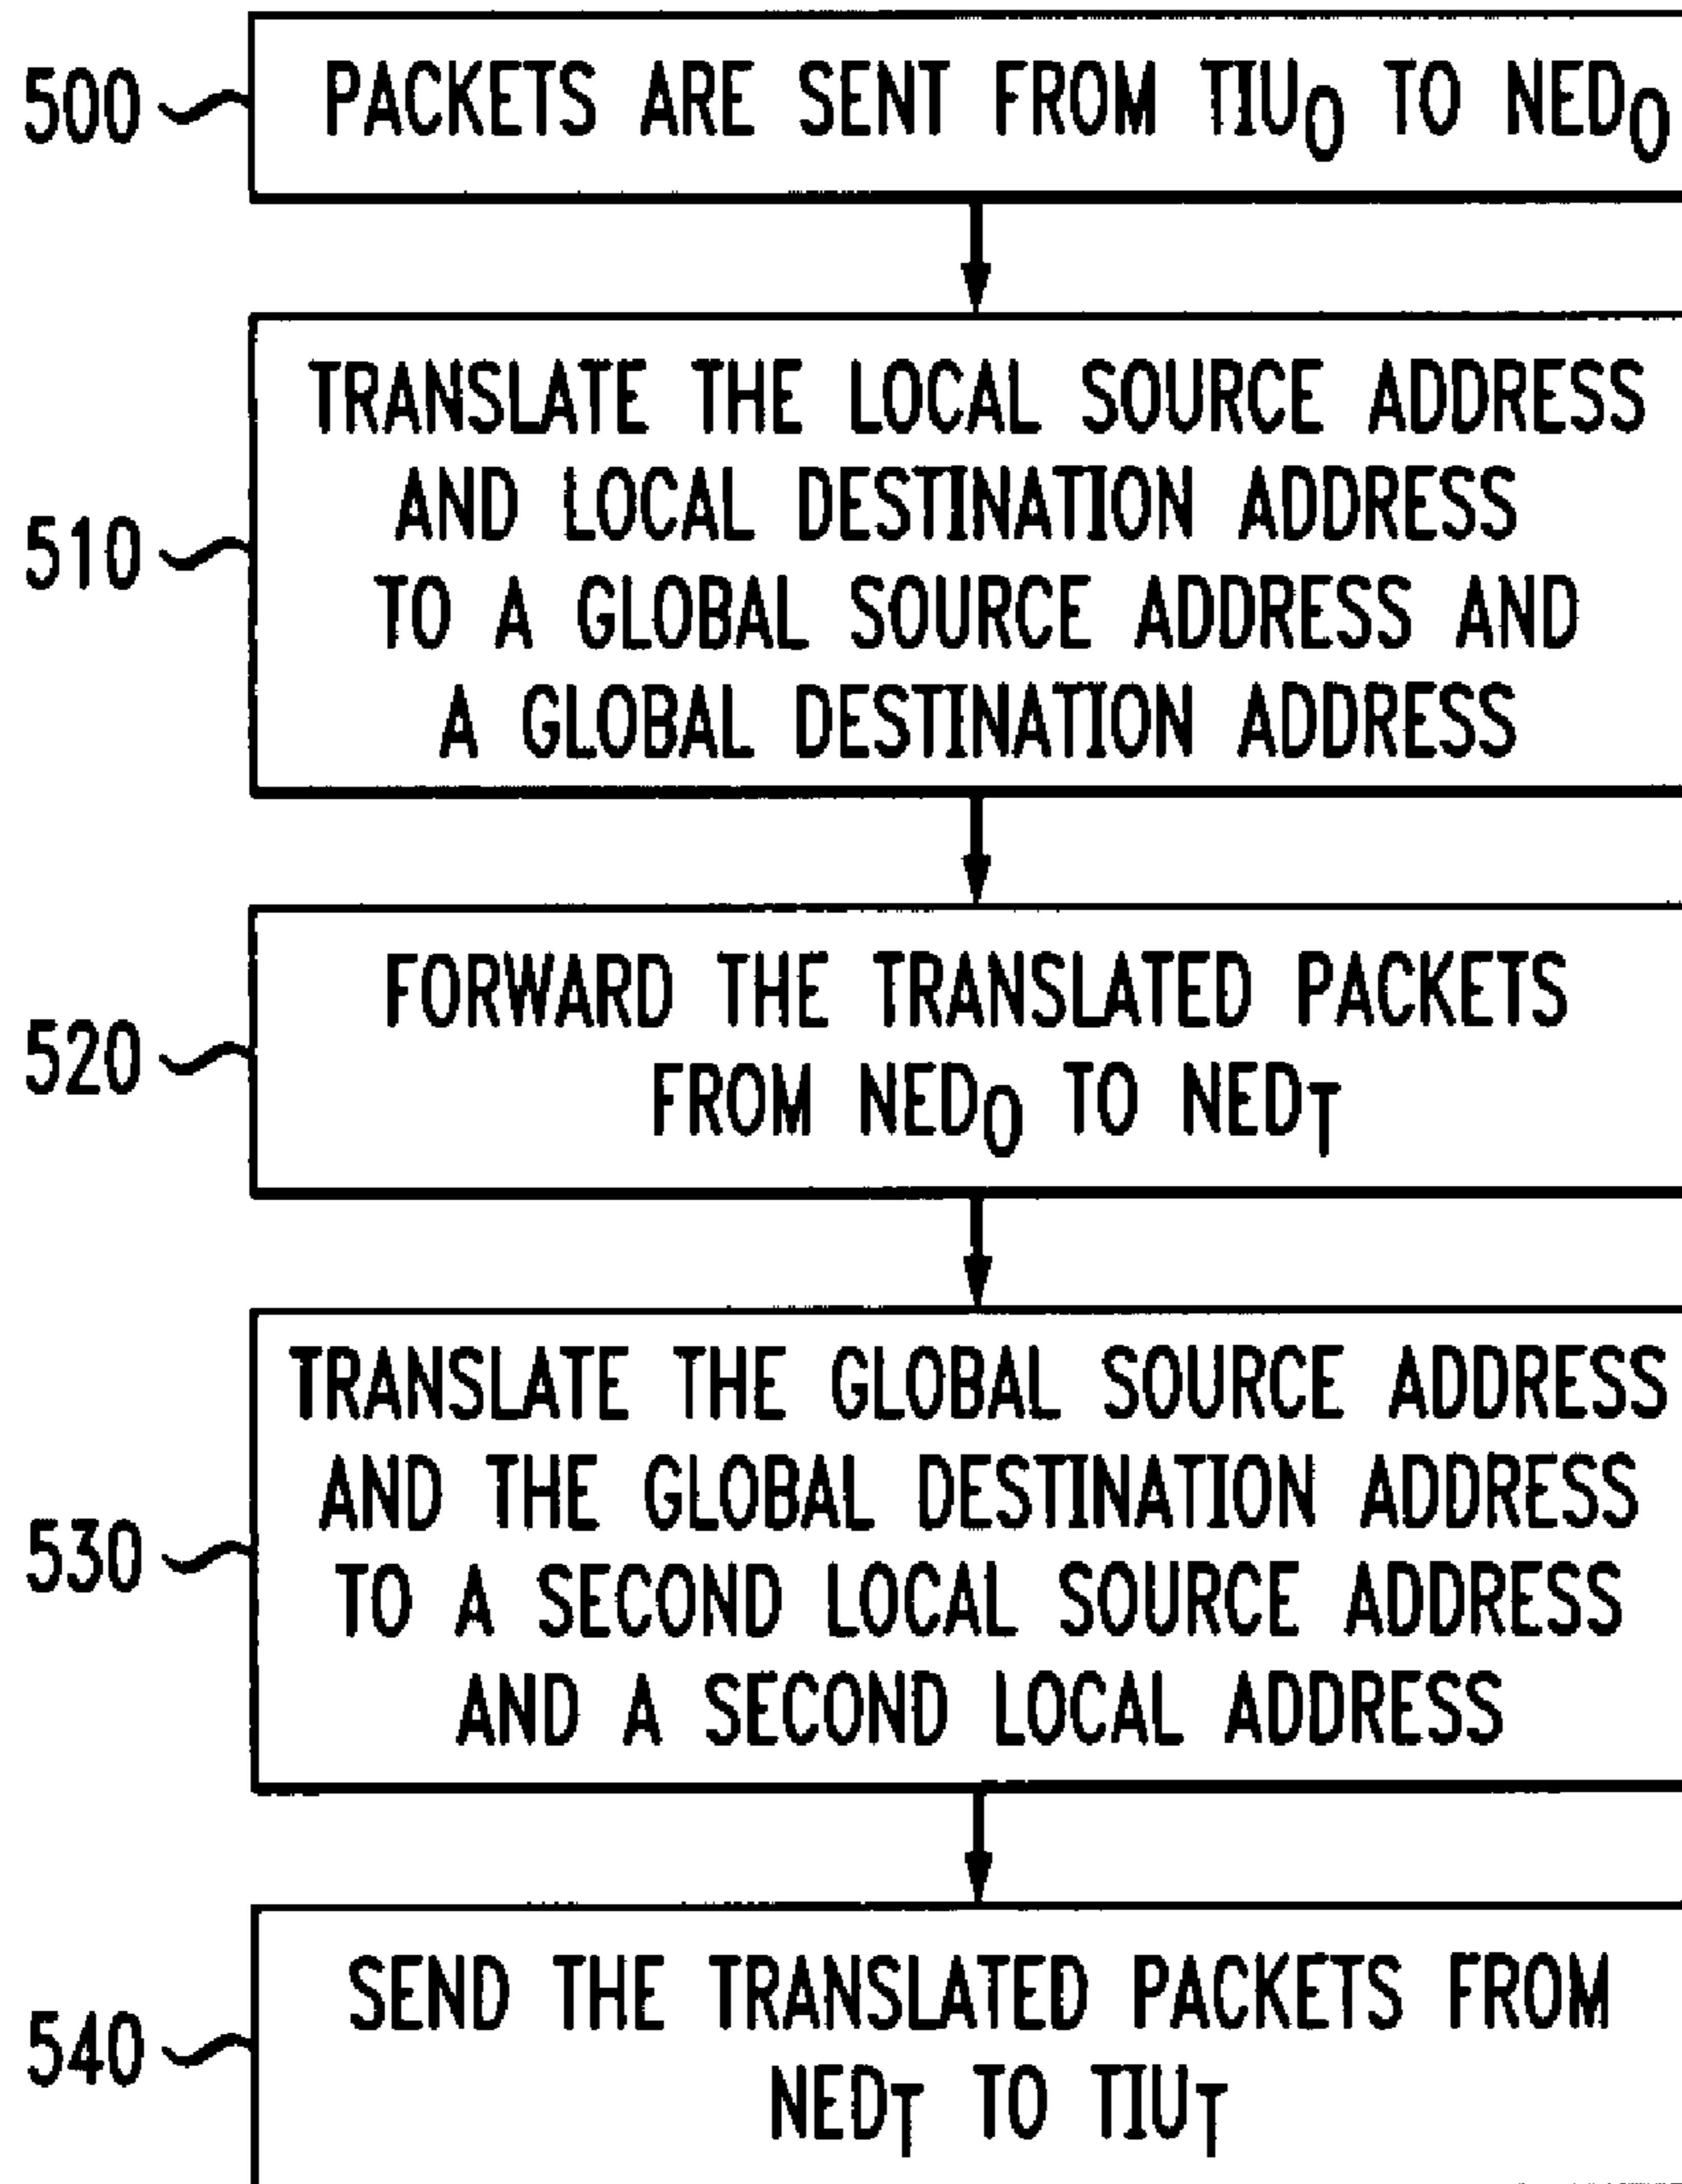 500 PACKETS ARE SENT FROM TIUO TO NEDO
TRANSLATE THE LOCAL SOURCE ADDRESS
AND LOCAL DESTINATION ADDRESS
510
TO A GLOBAL SOURCE ADDRESS AND
A GLOBAL DESTINATION ADDRESS
FORWARD THE TRANSLATED PACKETS
520
FROM NEDO TO NEDT
TRANSLATE THE GLOBAL SOURCE ADDRESS
AND THE GLOBAL DESTINATION ADDRESS
530
TO A SECOND LOCAL SOURCE ADDRESS
AND A SECOND LOCAL ADDRESS
SEND THE TRANSLATED PACKETS FROM
540
NEDT TO TIUT